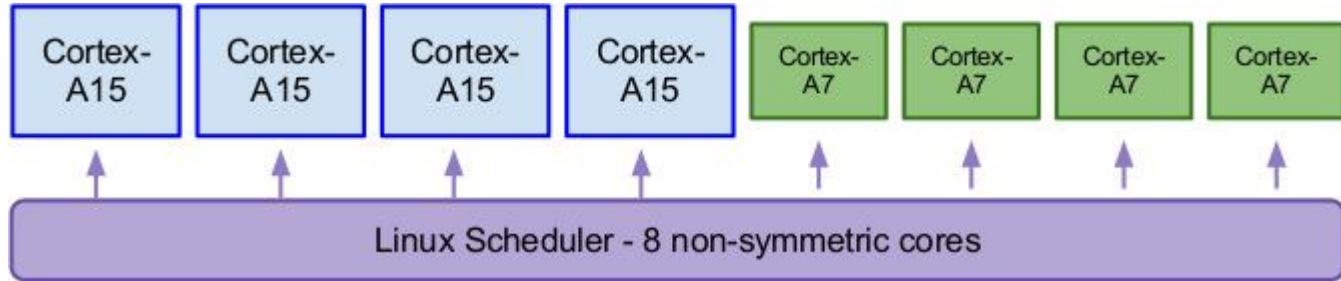 Cortex-
A15
Cortex-
A15
Cortex-
A15
Cortex-
A15
Cortex-
A7
Cortex-
A7
Cortex-
A7
Cortex-
A7
Linux Scheduler - 8 non-symmetric cores